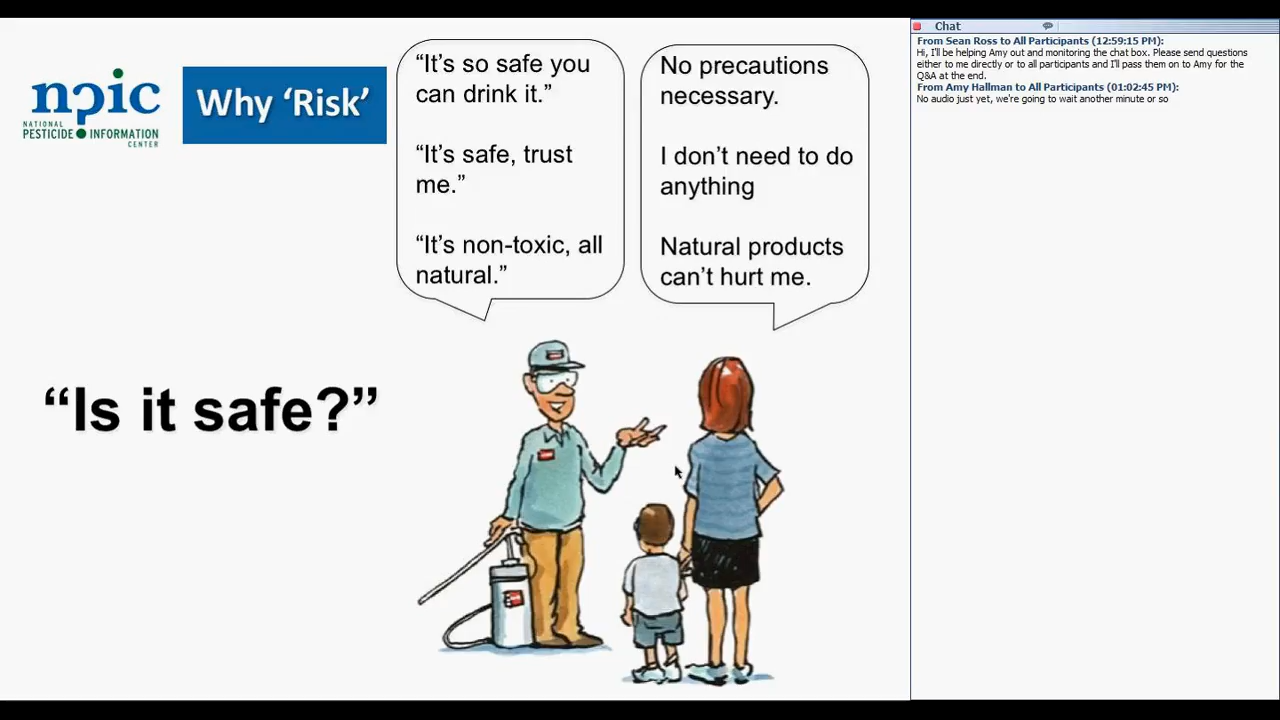 npic
NATIONAL
PESTICIDE INFORMATION
CENTER
Why ‘Risk’
“It’s so safe you
can drink it.”
“It’s safe, trust
me.”
“It’s non-toxic, all
natural.”
No precautions
necessary.
I don’t need to do
anything
Natural products
can’t hurt me.
“Is it safe?”
Chat
From Sean Ross to All Participants (12:59:15 PM):
Hi, I'll be helping Amy out and monitoring the chat box. Please send questions
either to me directly or to all participants and I'll pass them on to Amy for the
Q&A at the end.
From Amy Hallman to All Participants (01:02:45 PM):
No audio just yet, we're going to wait another minute or so